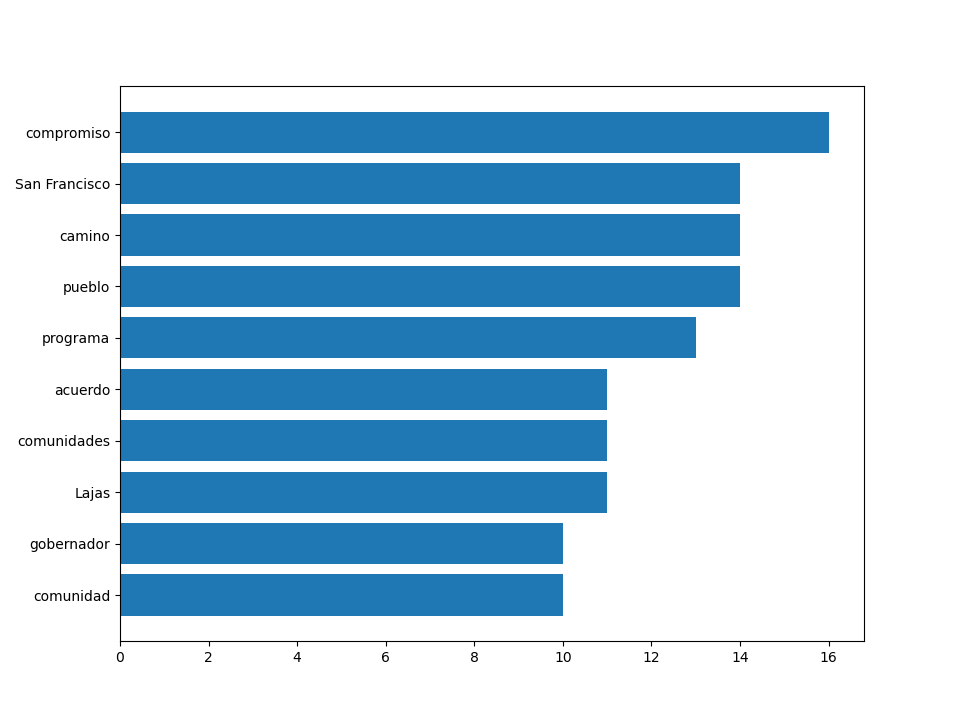 compromiso
San Francisco
camino
pueblo
programa
acuerdo
comunidades
Lajas
gobernador
comunidad
0 2 4 6 8 10 12 14 16